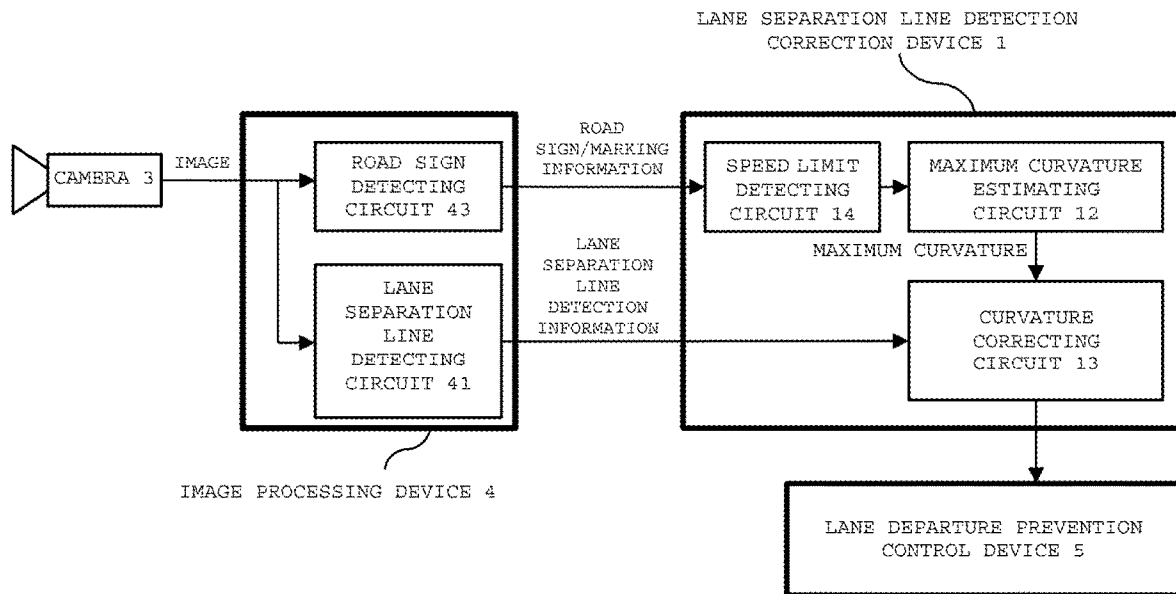 LANE SEPARATION LINE DETECTION
CORRECTION DEVICE 1
CAMERA 3
IMAGE
ROAD SIGN
DETECTING
CIRCUIT 43
ROAD
SIGN/MARKING
INFORMATION
SPEED LIMIT
DETECTING
CIRCUIT 14
MAXIMUM CURVATURE
ESTIMATING
CIRCUIT 12
MAXIMUM CURVATURE
LANE
SEPARATION
LINE
DETECTING
CIRCUIT 41
LANE
SEPARATION
LINE
DETECTION
INFORMATION
CURVATURE
CORRECTING
CIRCUIT 13
IMAGE PROCESSING DEVICE 4
LANE DEPARTURE PREVENTION
CONTROL DEVICE 5